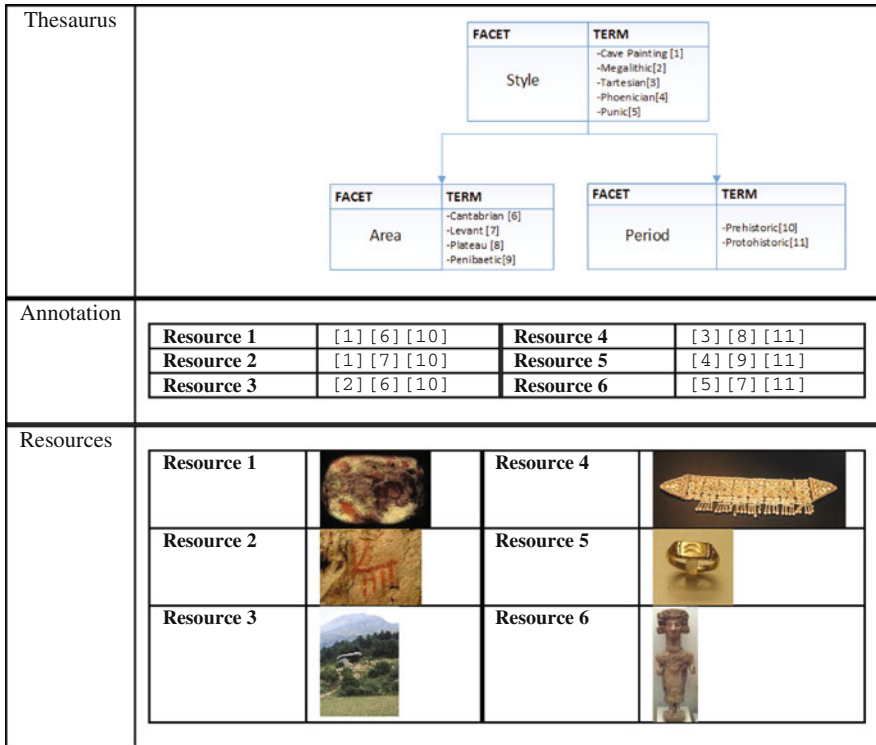 Thesaurus
FACET TERM
Style
-Cave Painting [1]
-Megalithic[2]
-Tartesian[3]
-Phoenician[4]
-Punic[5]
FACET TERM
Area
-Cantabrian [6]
-Levant [7]
-Plateau [8]
-Penibaetic[9]
FACET TERM
Period
-Prehistoric[10]
-Protohistoric[11]
Annotation
Resource 1 [1][6][10] Resource 4 [3][8][11]
Resource 2 [1][7][10] Resource 5 [4][9][11]
Resource 3 [2][6][10] Resource 6 [5][7][11]
Resources
Resource 1 Resource 4
Resource 2 Resource 5
Resource 3 Resource 6